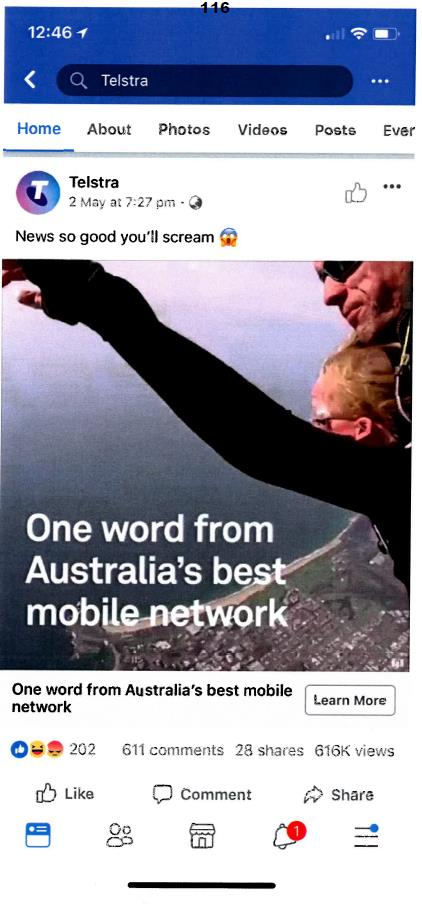 116
12:46
Telstra
Home About Photos Videos Posts Ever
Telstra
2 May at 7:27 pm ·
News so good you'll scream 😱
One word from
Australia's best
mobile network
One word from Australia's best mobile
network
Learn More
202 611 comments 28 shares 616K views
Like Comment Share
1